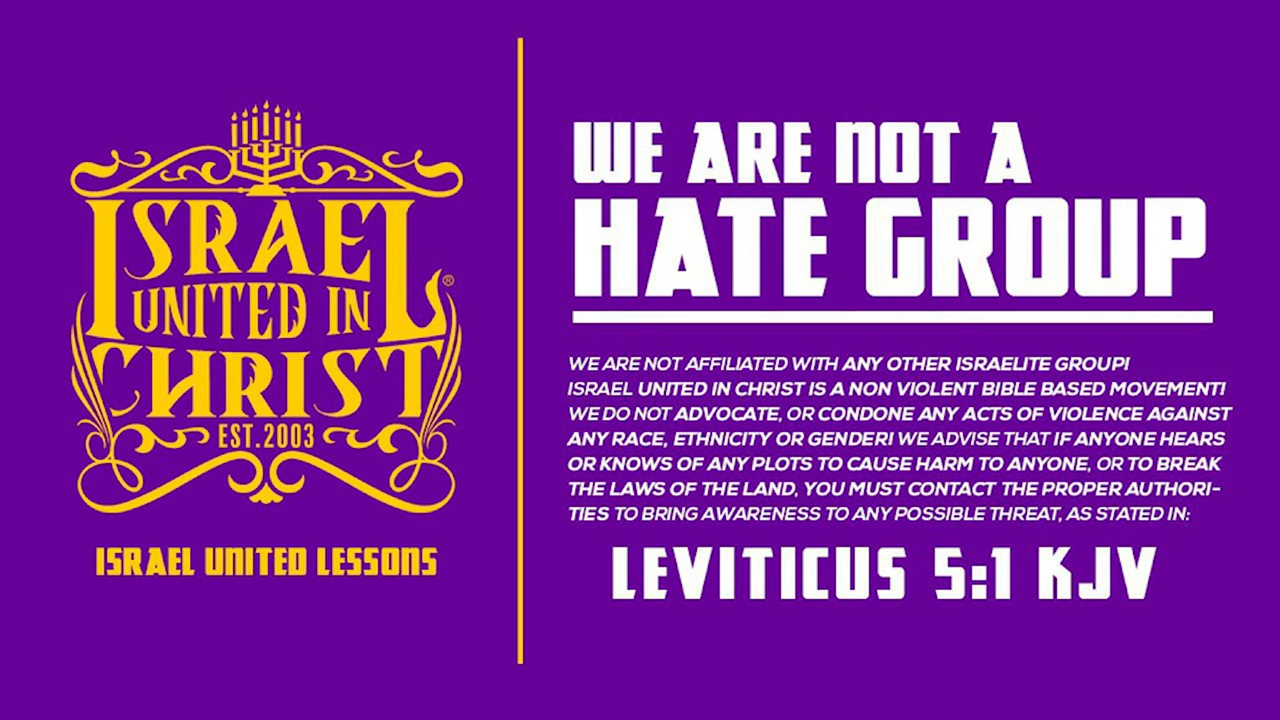 ISRAEL
UNITED IN
CHRIST
®
EST.2003
ISRAEL UNITED LESSONS
WE ARE NOT A
HATE GROUP
WE ARE NOT AFFILIATED WITH ANY OTHER ISRAELITE GROUP!
ISRAEL UNITED IN CHRIST IS A NON VIOLENT BIBLE BASED MOVEMENT!
WE DO NOT ADVOCATE, OR CONDONE ANY ACTS OF VIOLENCE AGAINST
ANY RACE, ETHNICITY OR GENDER! WE ADVISE THAT IF ANYONE HEARS
OR KNOWS OF ANY PLOTS TO CAUSE HARM TO ANYONE, OR TO BREAK
THE LAWS OF THE LAND, YOU MUST CONTACT THE PROPER AUTHORI-
TIES TO BRING AWARENESS TO ANY POSSIBLE THREAT, AS STATED IN:
LEVITICUS 5:1 KJV